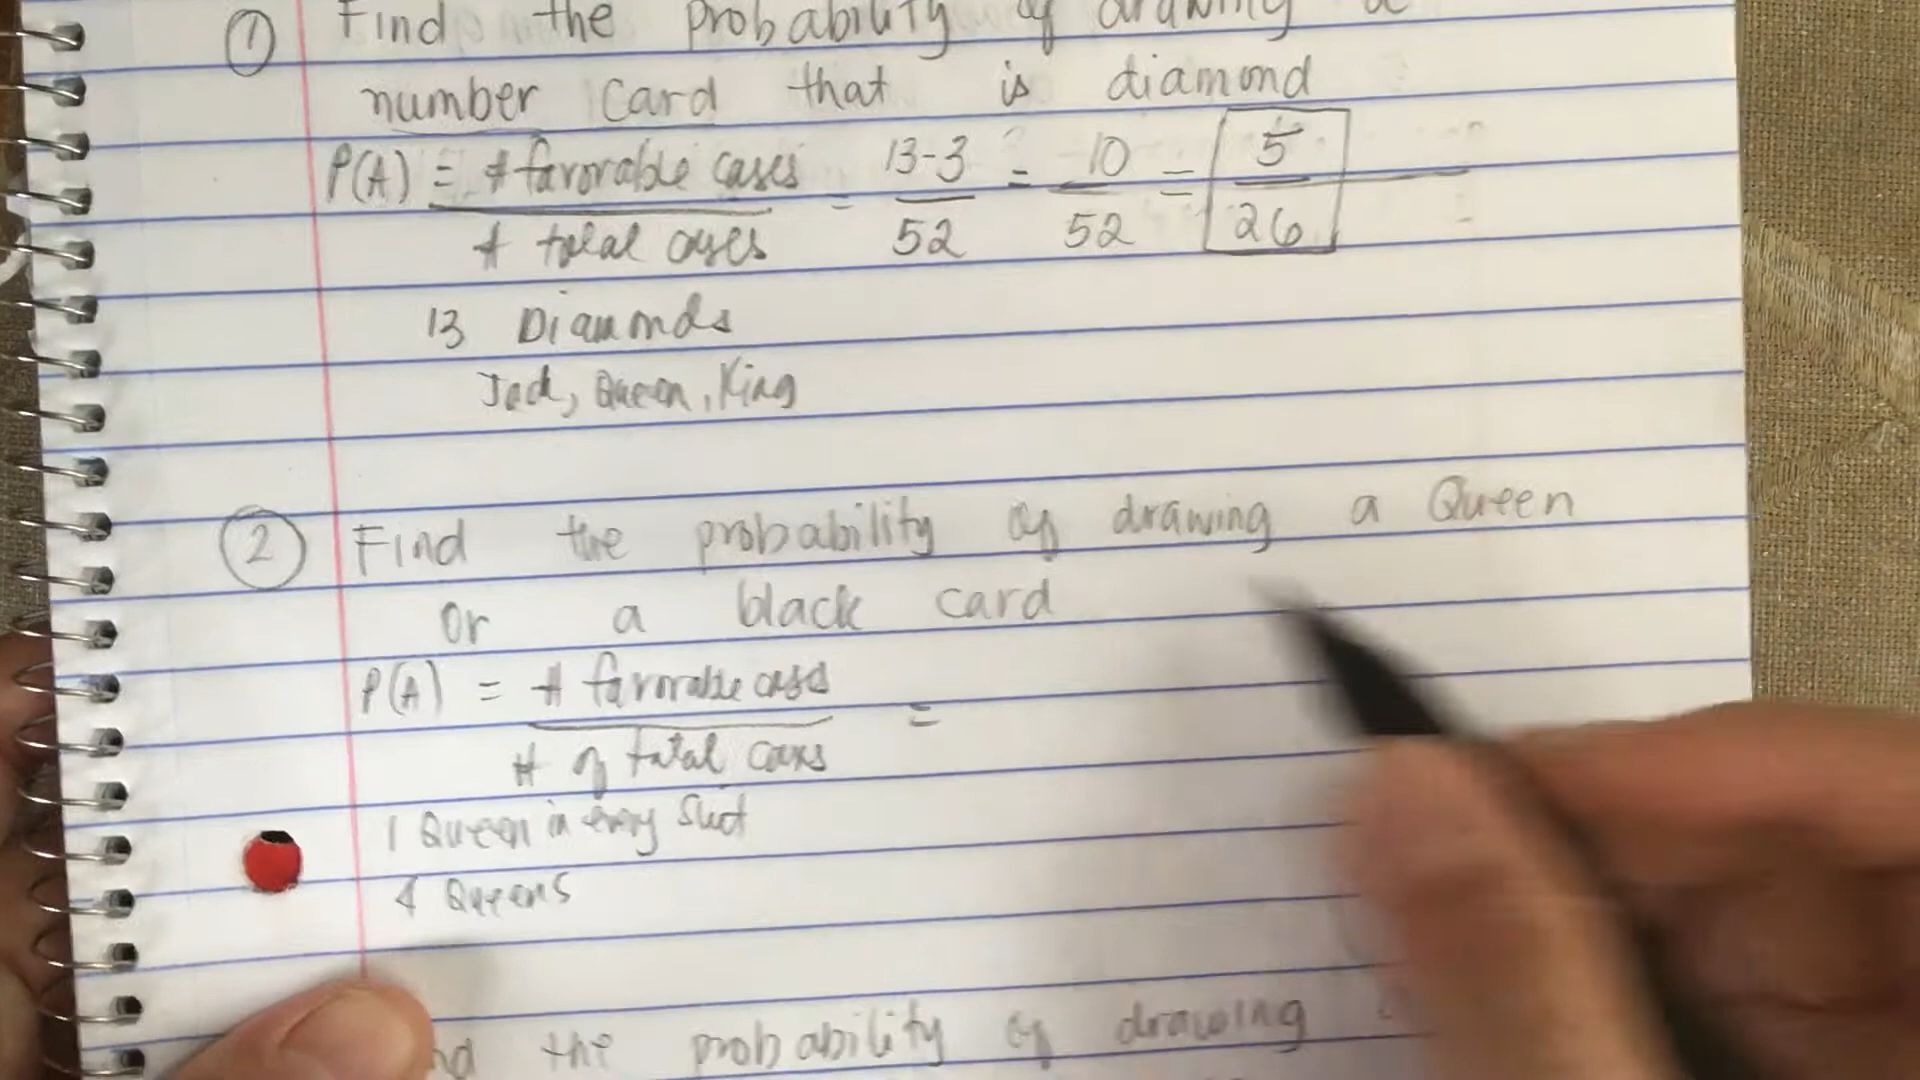 ① Find the probability of drawing a
number card that is diamond
P(A) = # favorable cases / # total cases = 13-3 / 52 = 10 / 52 = 5 / 26
13 Diamonds
Jack, Queen, King
② Find the probability of drawing a Queen
or a black card
P(A) = # favorable cases / # of total cases =
1 Queen in every
4 Queens
the probability of drawing